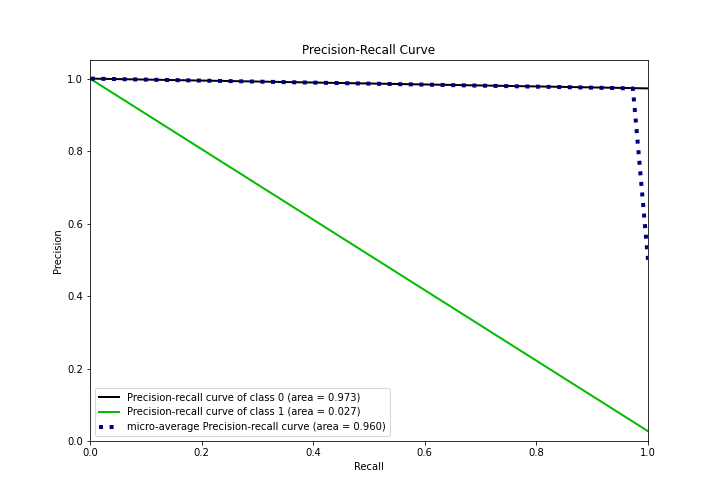 Precision-Recall Curve
1.0
0.8
0.6
0.4
0.2
0.0
Precision
Precision-recall curve of class 0 (area = 0.973)
Precision-recall curve of class 1 (area = 0.027)
micro-average Precision-recall curve (area = 0.960)
0.0 0.2 0.4 0.6 0.8 1.0
Recall